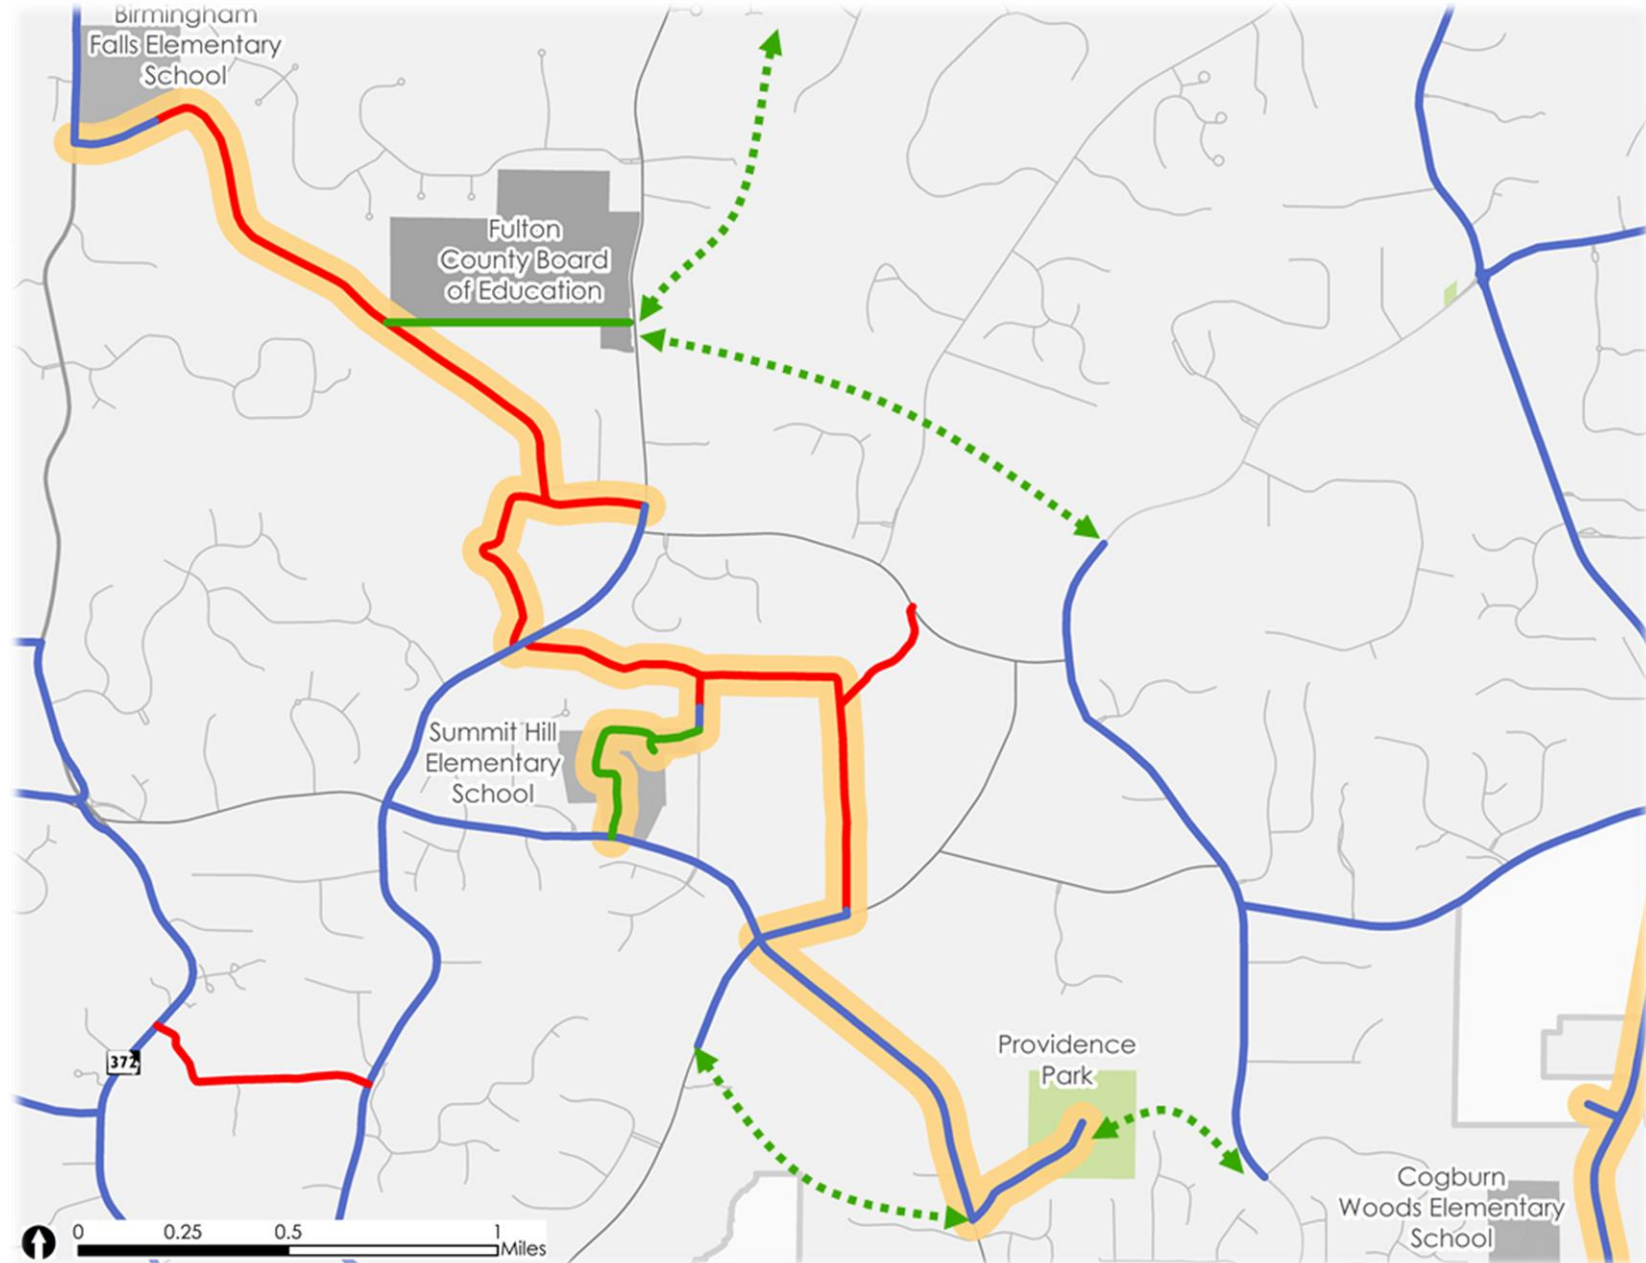 Birmingham
Falls Elementary
School
Fulton
County Board
of Education
Summit Hill
Elementary
School
Providence
Park
372
Cogburn
Woods Elementary
School
0 0.25 0.5 1
Miles